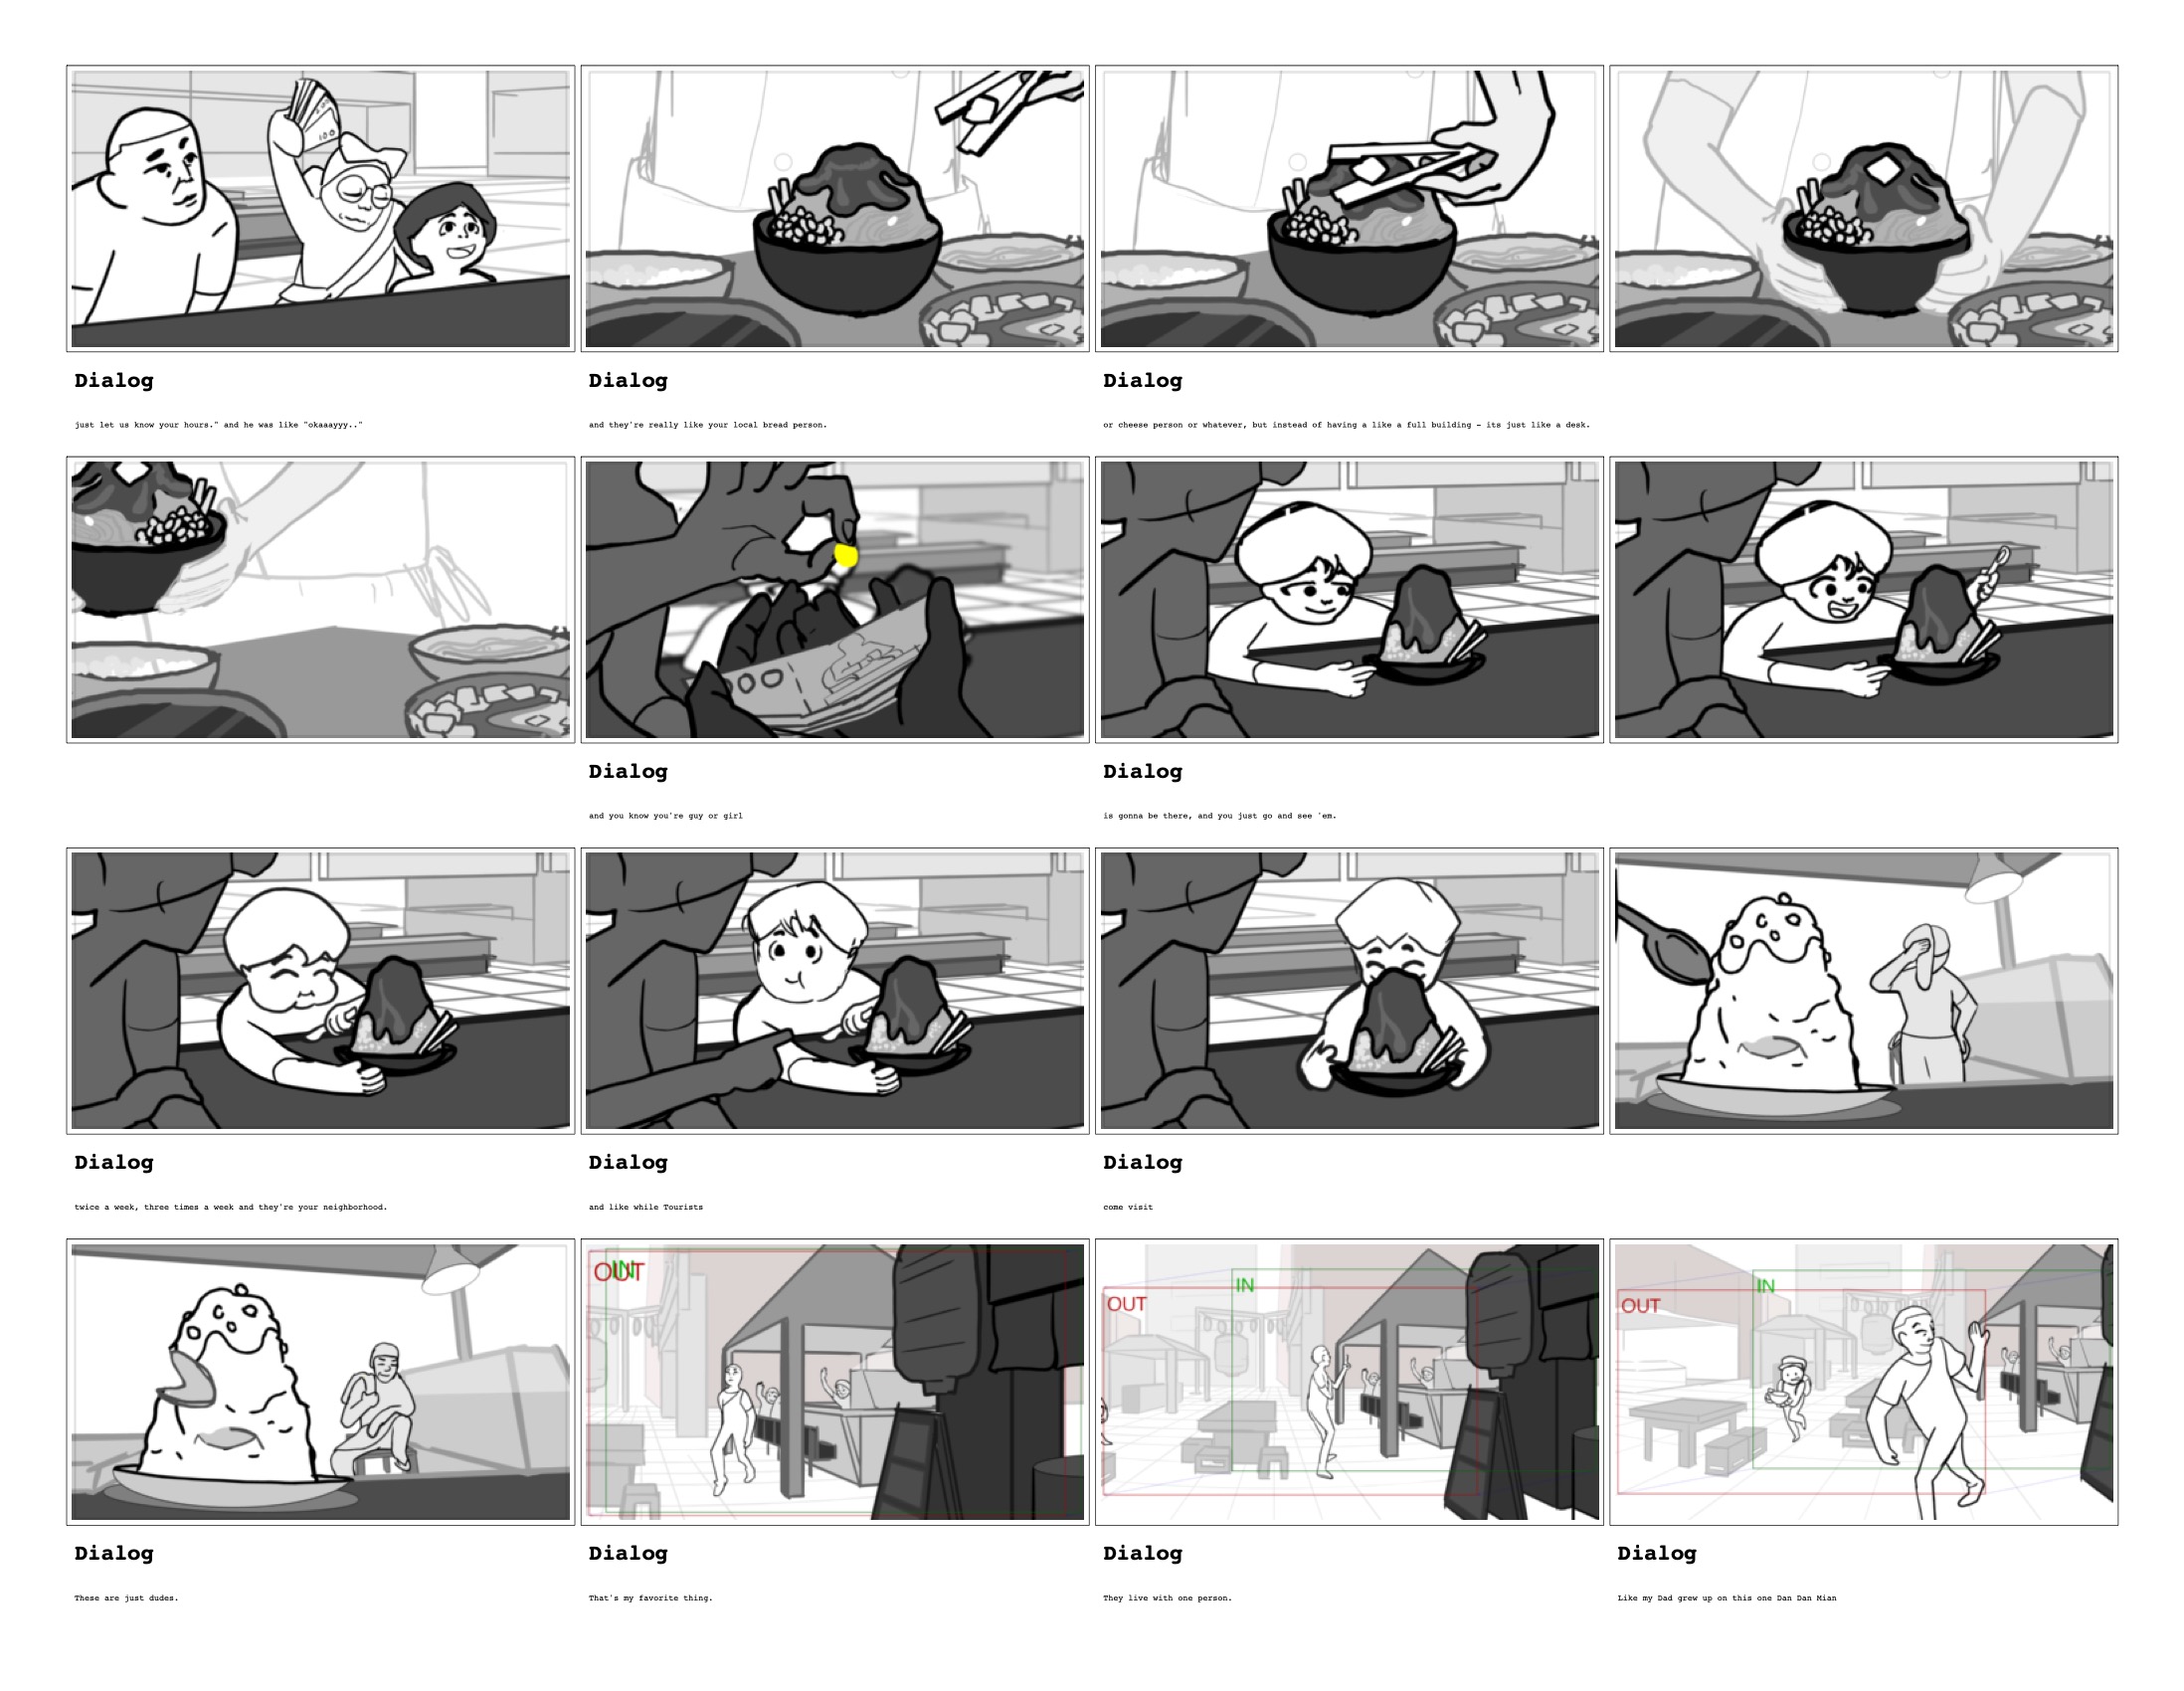 100
Dialog
Dialog
Dialog
just let us know your hours." and he was like "okaaayyy.."
and they're really like your local bread person.
or cheese person or whatever, but instead of having a like a full building - its just like a desk.
Dialog
Dialog
and you know you're guy or girl
is gonna be there, and you just go and see 'em.
Dialog
Dialog
Dialog
twice a week, three times a week and they're your neighborhood.
and like while Tourists
come visit
OUT
IN
OUT
IN
OUT
IN
Dialog
Dialog
Dialog
Dialog
These are just dudes.
That's my favorite thing.
They live with one person.
Like my Dad grew up on this one Dan Dan Mian